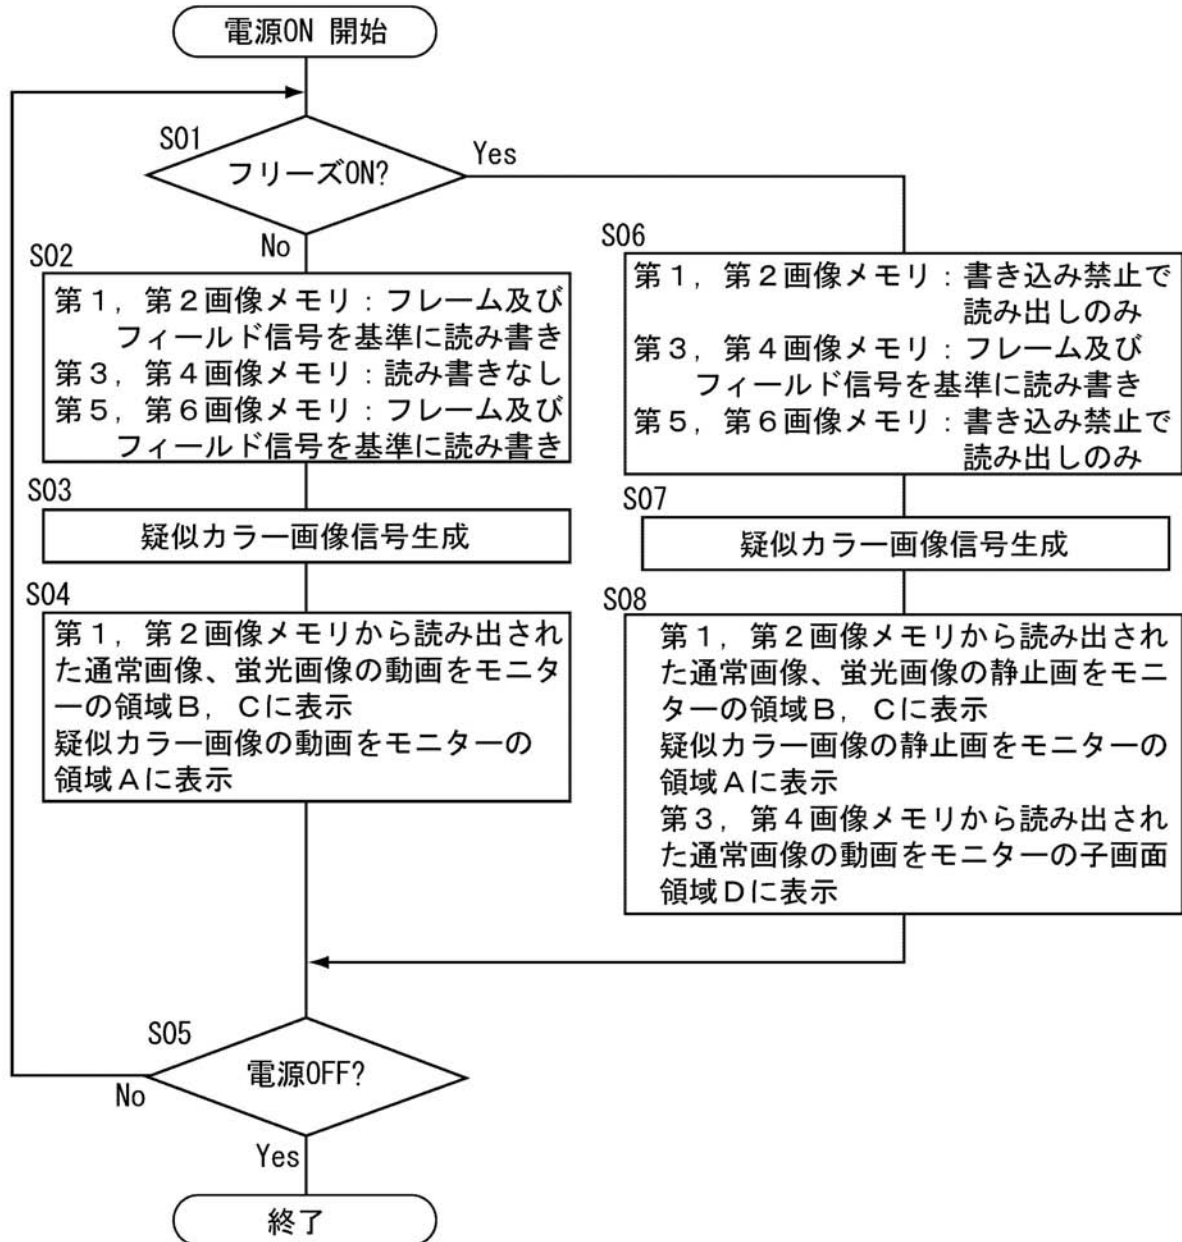 電源ON 開始
S01
フリーズON?
Yes
No
S02
第１，第２画像メモリ：フレーム及び
フィールド信号を基準に読み書き
第３，第４画像メモリ：読み書きなし
第５，第６画像メモリ：フレーム及び
フィールド信号を基準に読み書き
S03
疑似カラー画像信号生成
S04
第１，第２画像メモリから読み出され
た通常画像、蛍光画像の動画をモニタ
ーの領域Ｂ，Ｃに表示
疑似カラー画像の動画をモニターの
領域Ａに表示
S06
第１，第２画像メモリ：書き込み禁止で
読み出しのみ
第３，第４画像メモリ：フレーム及び
フィールド信号を基準に読み書き
第５，第６画像メモリ：書き込み禁止で
読み出しのみ
S07
疑似カラー画像信号生成
S08
第１，第２画像メモリから読み出され
た通常画像、蛍光画像の静止画をモニ
ターの領域Ｂ，Ｃに表示
疑似カラー画像の静止画をモニターの
領域Ａに表示
第３，第４画像メモリから読み出され
た通常画像の動画をモニターの子画面
領域Ｄに表示
S05
電源OFF?
No
Yes
終了